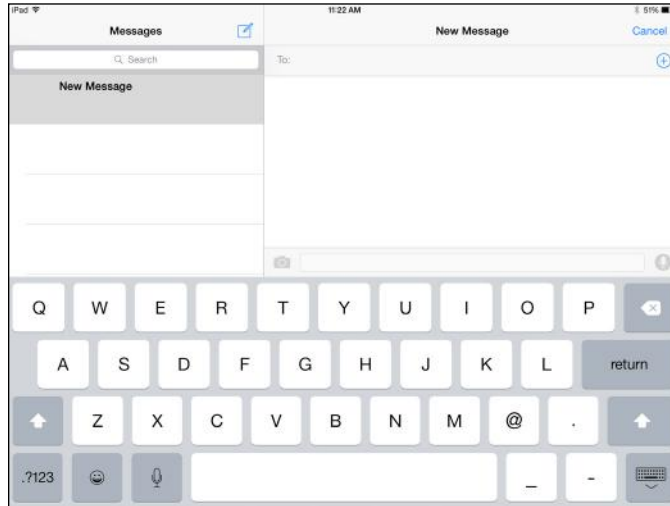 iPad 11:22 AM 51%
Messages New Message Cancel
Search To:
New Message
Q W E R T Y U I O P
A S D F G H J K L return
Z X C V B N M @ .
.?123 _ -